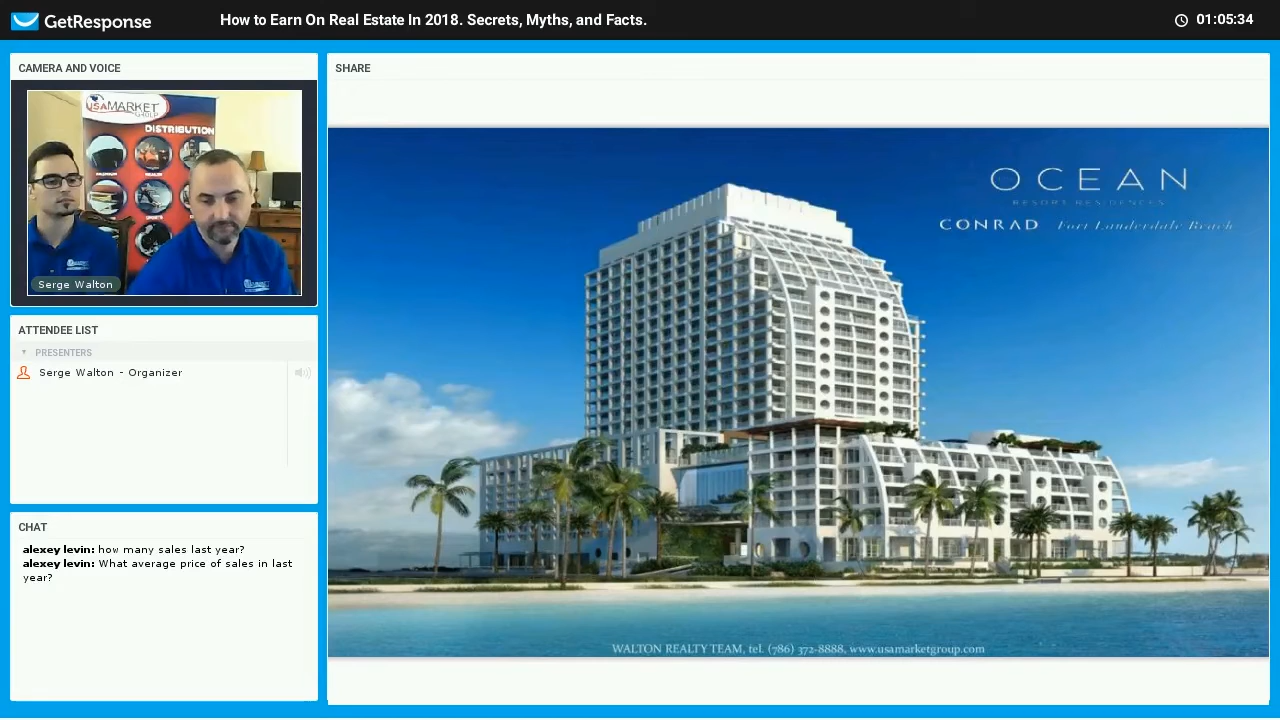 GetResponse
How to Earn On Real Estate In 2018. Secrets, Myths, and Facts.
01:05:34
CAMERA AND VOICE
USAMARKET
GROUP
DISTRIBUTION
Serge Walton
ATTENDEE LIST
PRESENTERS
Serge Walton - Organizer
CHAT
alexey levin: how many sales last year?
alexey levin: What average price of sales in last
year?
SHARE
OCEAN
RESORT RESIDENCES
CONRAD Fort Lauderdale Beach
WALTON REALTY TEAM, tel. (786) 372-8888, www.usamarketgroup.com